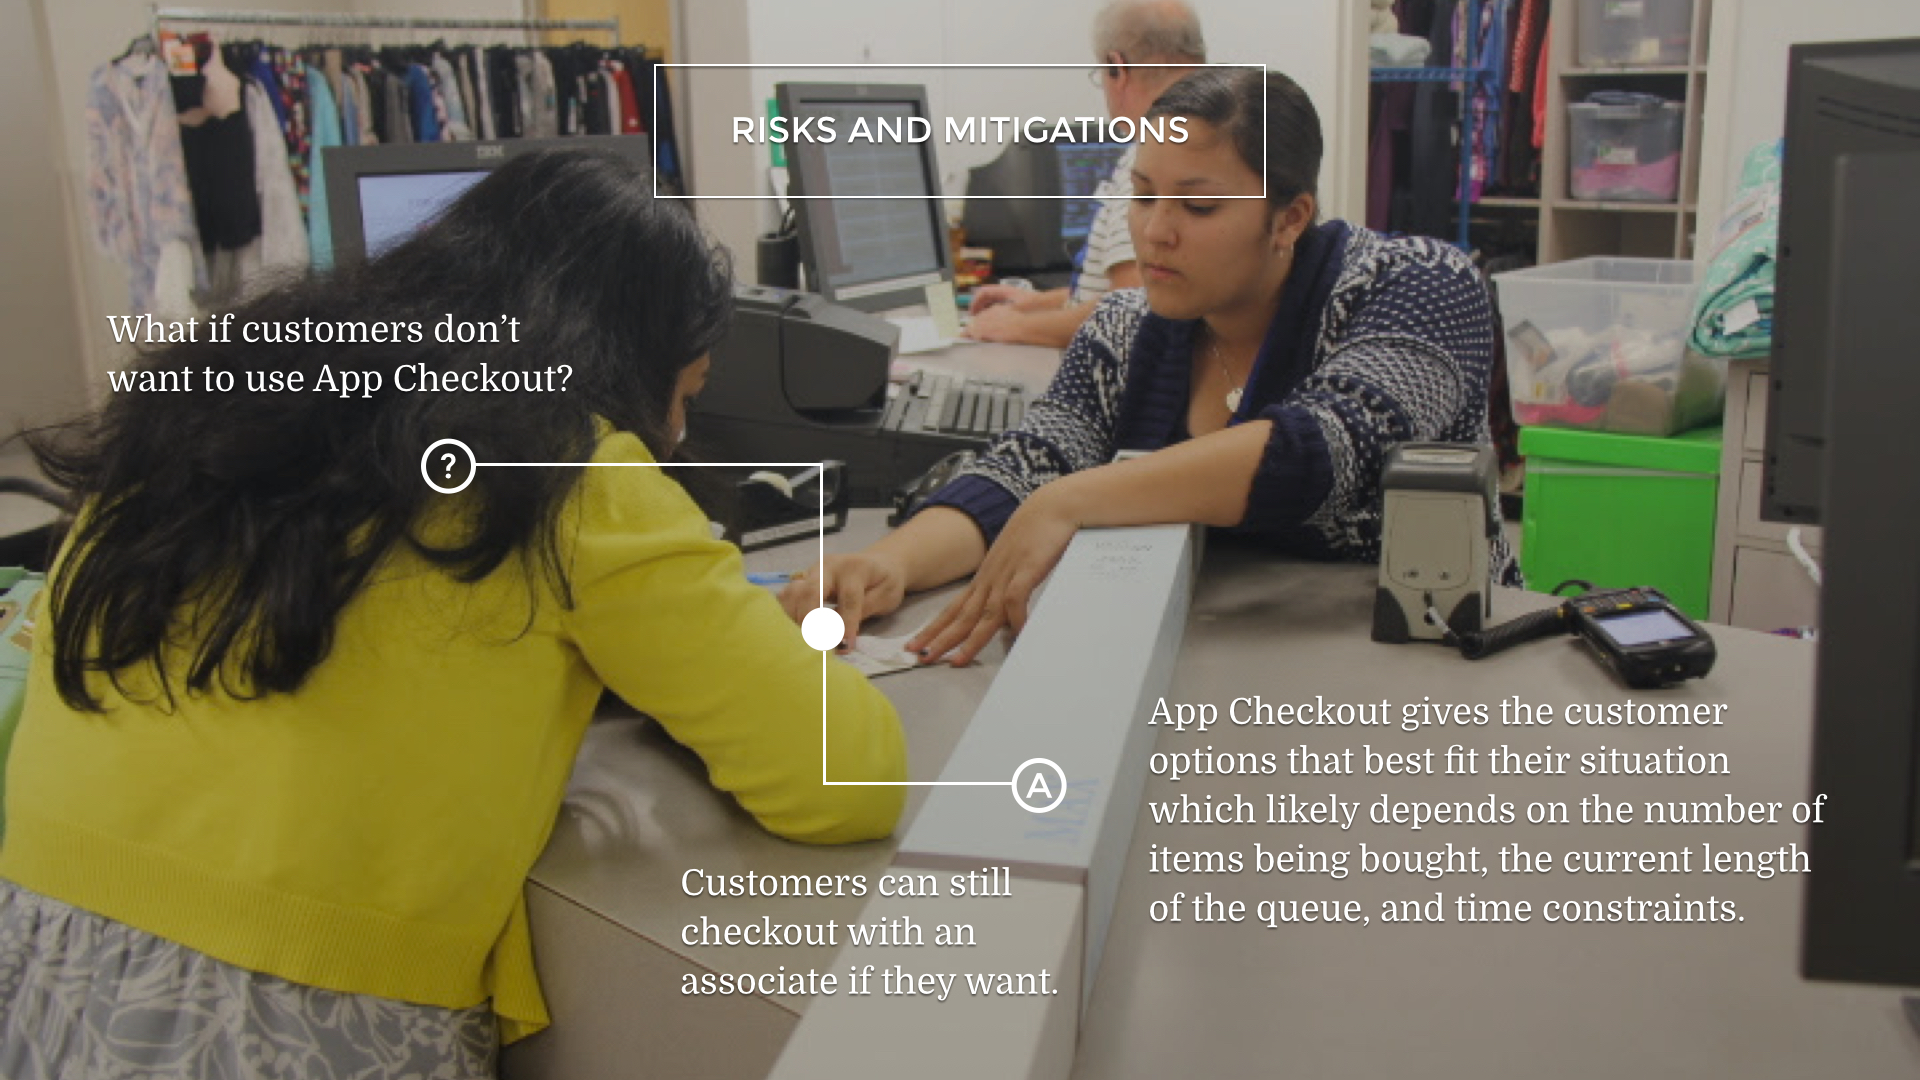 RISKS AND MITIGATIONS
IBM
What if customers don’t
want to use App Checkout?
?
A
App Checkout gives the customer
options that best fit their situation
which likely depends on the number of
items being bought, the current length
of the queue, and time constraints.
Customers can still
checkout with an
associate if they want.